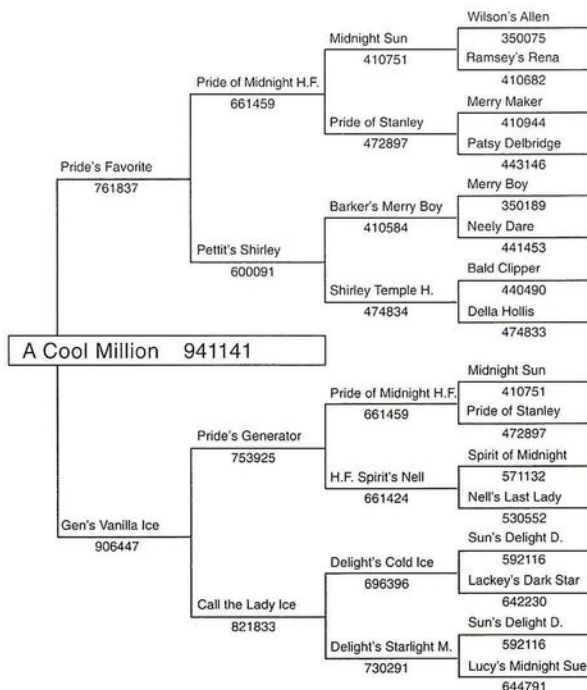 Wilson's Allen
350075
Midnight Sun
410751
Ramsey's Rena
410682
Pride of Midnight H.F.
661459
Merry Maker
410944
Pride of Stanley
472897
Patsy Delbridge
443146
Pride's Favorite
761837
Merry Boy
350189
Barker's Merry Boy
410584
Neely Dare
441453
Pettit's Shirley
600091
Bald Clipper
440490
Shirley Temple H.
474834
Della Hollis
474833
A Cool Million 941141
Midnight Sun
410751
Pride of Midnight H.F.
661459
Pride of Stanley
472897
Pride's Generator
753925
Spirit of Midnight
571132
H.F. Spirit's Nell
661424
Nell's Last Lady
530552
Gen's Vanilla Ice
906447
Sun's Delight D.
592116
Delight's Cold Ice
696396
Lackey's Dark Star
642230
Call the Lady Ice
821833
Sun's Delight D.
592116
Delight's Starlight M.
730291
Lucy's Midnight Sue
644791